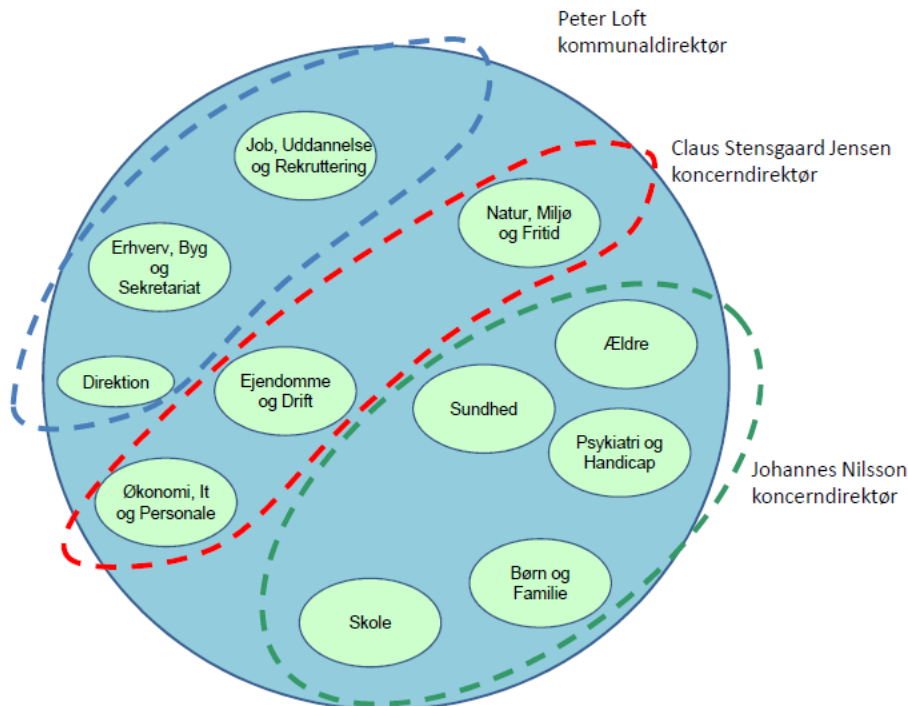 Peter Loft
kommunaldirektør
Job, Uddannelse
og Rekruttering
Claus Stensgaard Jensen
koncerndirektør
Natur, Miljø
og Fritid
Erhverv, Byg
og
Sekretariat
Ældre
Direktion
Ejendomme
og Drift
Sundhed
Psykiatri og
Handicap
Johannes Nilsson
koncerndirektør
Økonomi, It
og Personale
Børn og
Familie
Skole